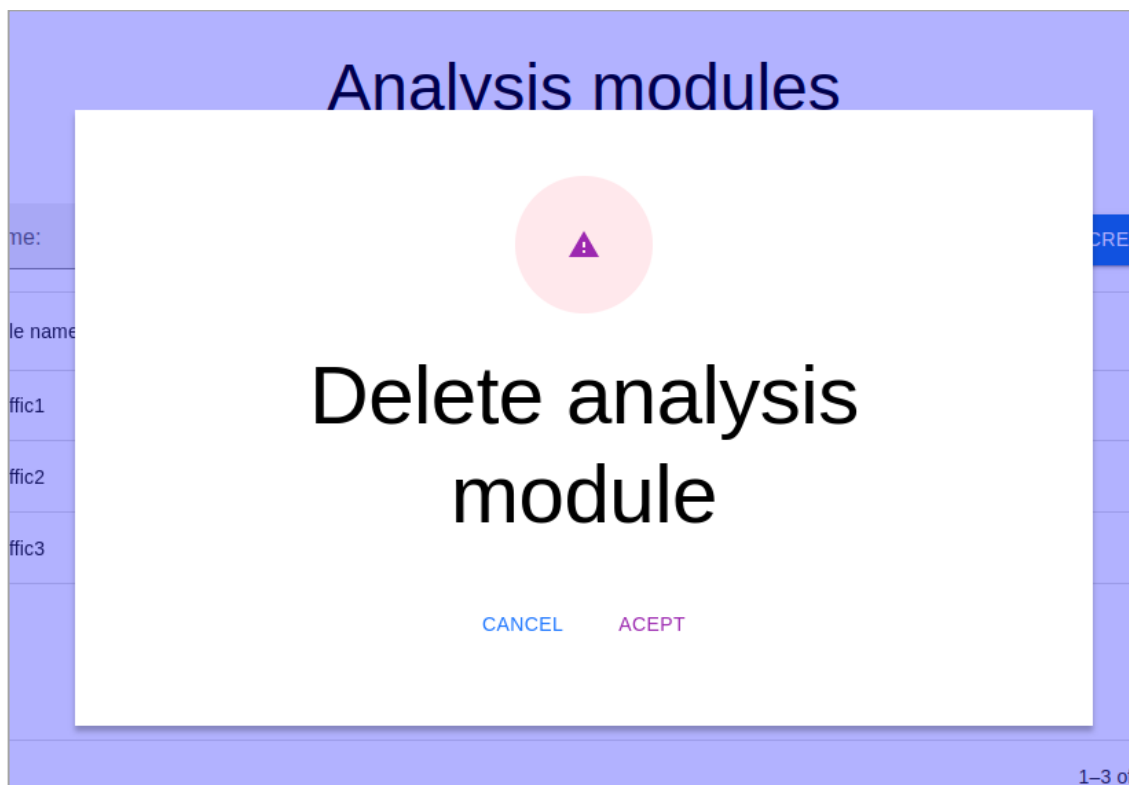 Analysis modules
me:
CRE
le name
ffic1
ffic2
ffic3
Delete analysis
module
CANCEL ACEPT
1–3 of